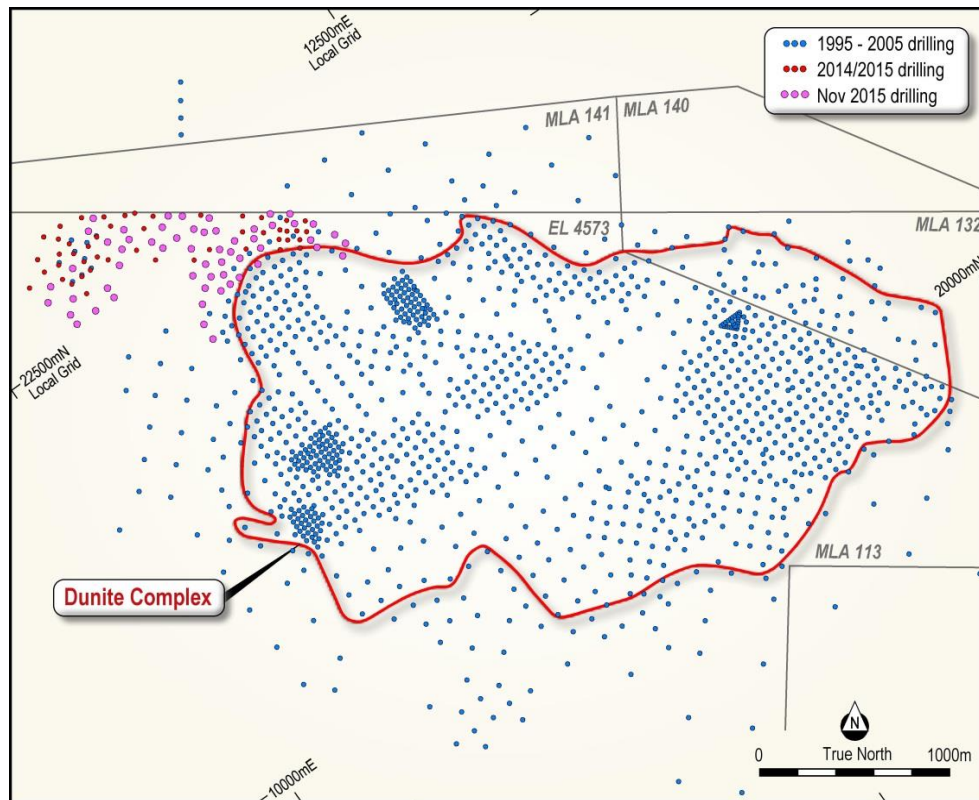 12500mE
Local Grid
1995 - 2005 drilling
2014/2015 drilling
Nov 2015 drilling
MLA 141
MLA 140
EL 4573
MLA 132
20000mN
22500mN
Local Grid
MLA 113
Dunite Complex
N
True North
0
1000m
10000mE